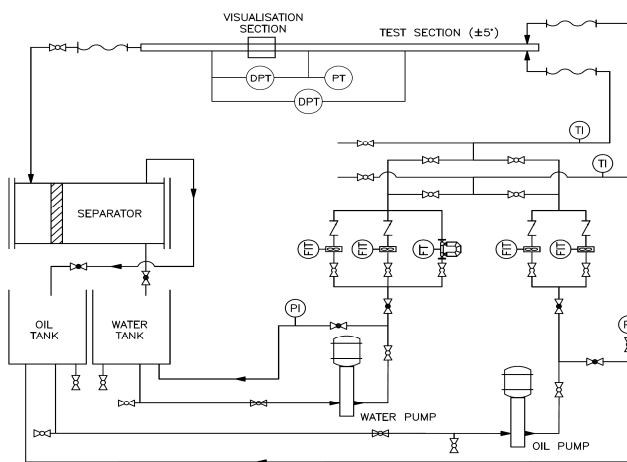 VISUALISATION
SECTION
TEST SECTION (±5°)
DPT
PT
DPT
TI
TI
SEPARATOR
FIT
FIT
FT
FIT
FIT
OIL
TANK
WATER
TANK
PI
WATER PUMP
OIL PUMP